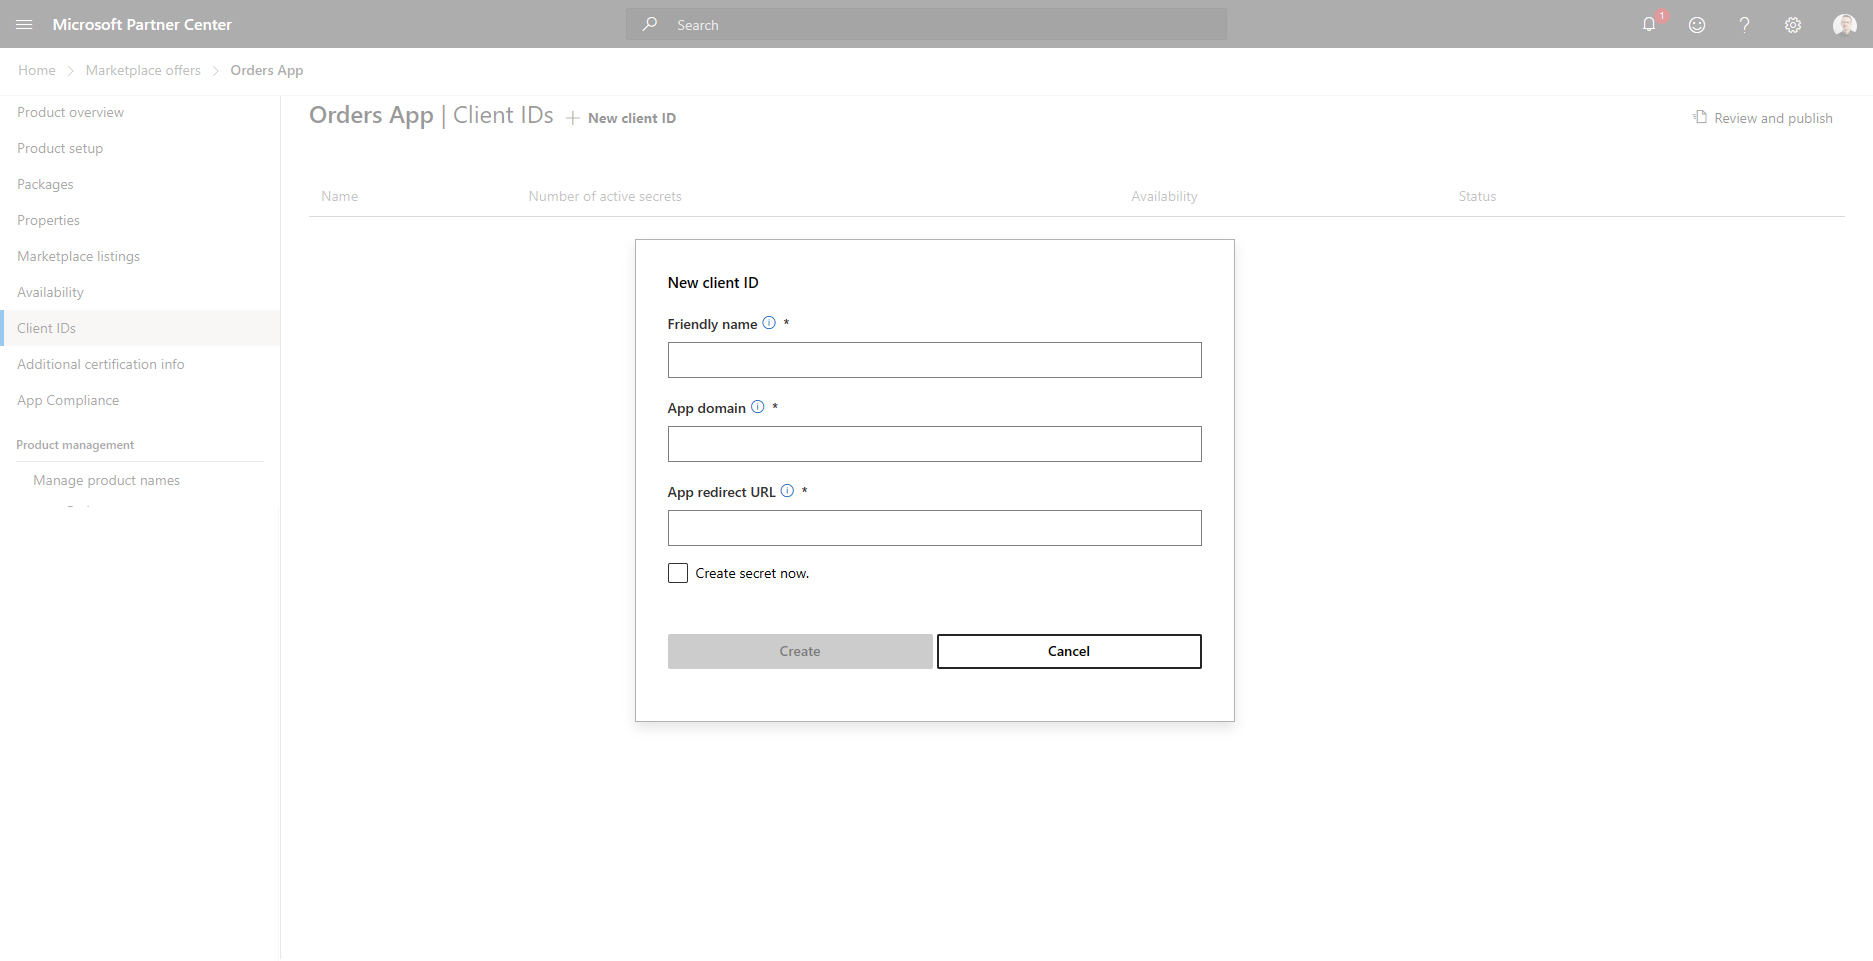 Microsoft Partner Center
Search
1
Home > Marketplace offers > Orders App
Product overview
Product setup
Packages
Properties
Marketplace listings
Availability
Client IDs
Additional certification info
App Compliance
Product management
Manage product names
Orders App | Client IDs + New client ID
Review and publish
Name Number of active secrets Availability Status
New client ID
Friendly name *
App domain *
App redirect URL *
Create secret now.
Create Cancel